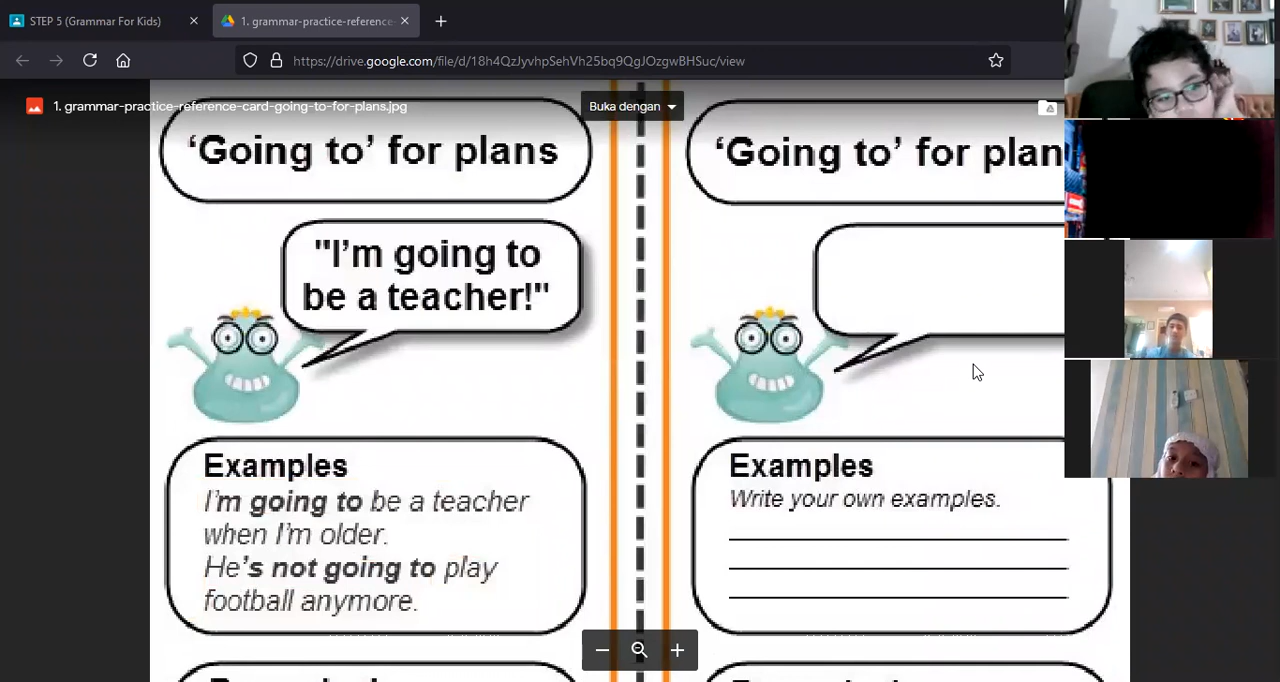 STEP 5 (Grammar For Kids)
1. grammar-practice-reference-
https://drive.google.com/file/d/18h4QzJyvhpSehVh25bq9QgJOzgwBHSuc/view
1. grammar-practice-reference-card-going-to-for-plans.jpg
Buka dengan
‘Going to’ for plans
"I’m going to
be a teacher!"
Examples
I’m going to be a teacher
when I’m older.
He’s not going to play
football anymore.
‘Going to’ for plan
Examples
Write your own examples.